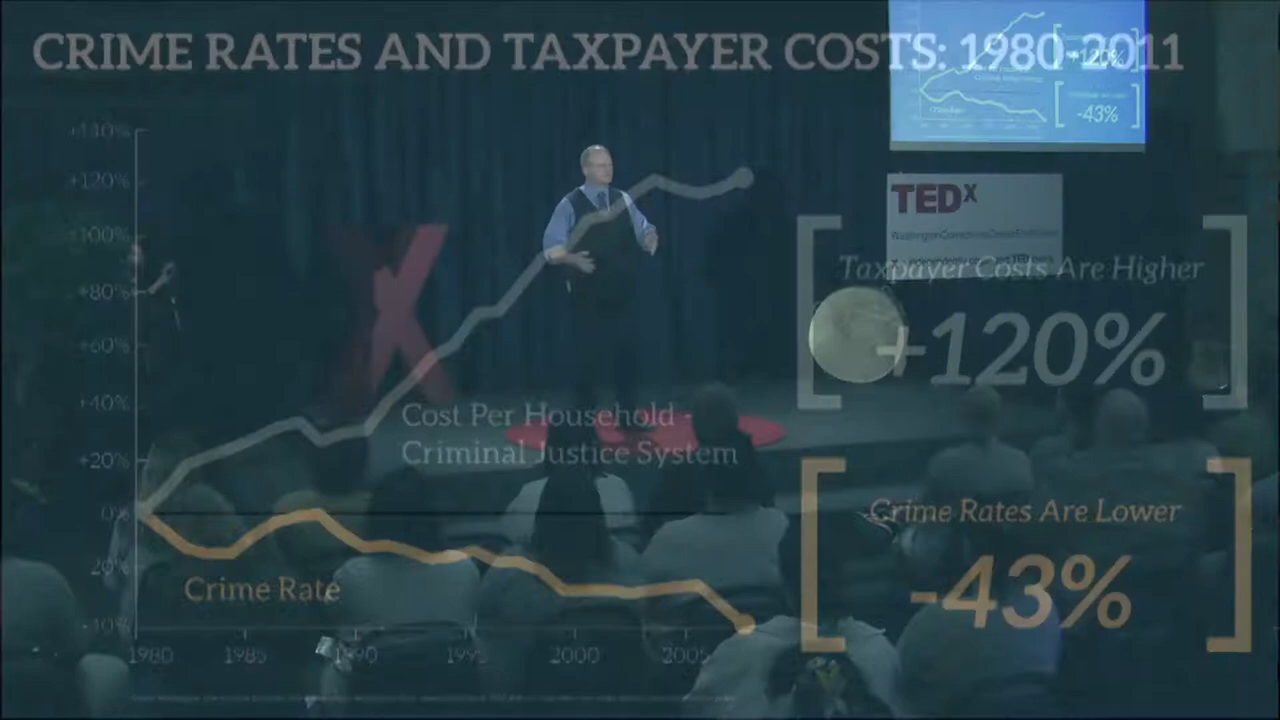 CRIME RATES AND TAXPAYER COSTS: 1980-2011
+120%
-43%
+120%
+100%
+80%
+60%
+40%
+20%
0%
20%
TEDx
Taxpayer Costs Are Higher
+120%
Cost Per Household
Criminal Justice System
Crime Rates Are Lower
-43%
Crime Rate
1980
1985
1990
1995
2000
2005
X